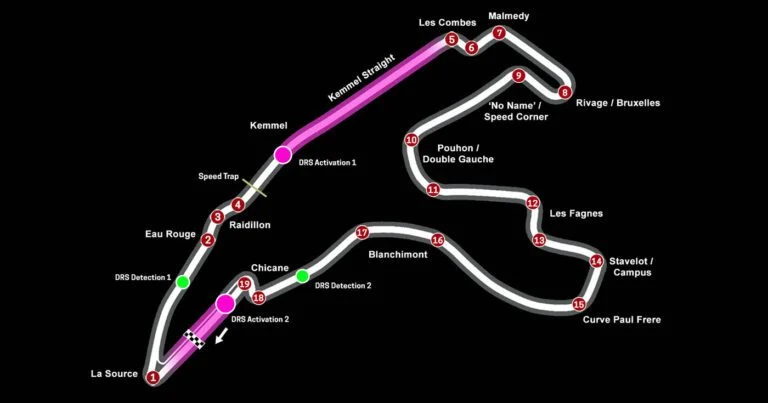 Les Combes
Malmedy
5
6
7
Kemmel Straight
9
8
'No Name' /
Speed Corner
Rivage / Bruxelles
Kemmel
10
Pouhon /
Double Gauche
DRS Activation 1
Speed Trap
11
12
4
3
Raidillon
Les Fagnes
Eau Rouge
2
17
16
13
Blanchimont
14
Stavelot /
Campus
Chicane
DRS Detection 1
19
18
DRS Detection 2
15
DRS Activation 2
Curve Paul Frere
La Source
1